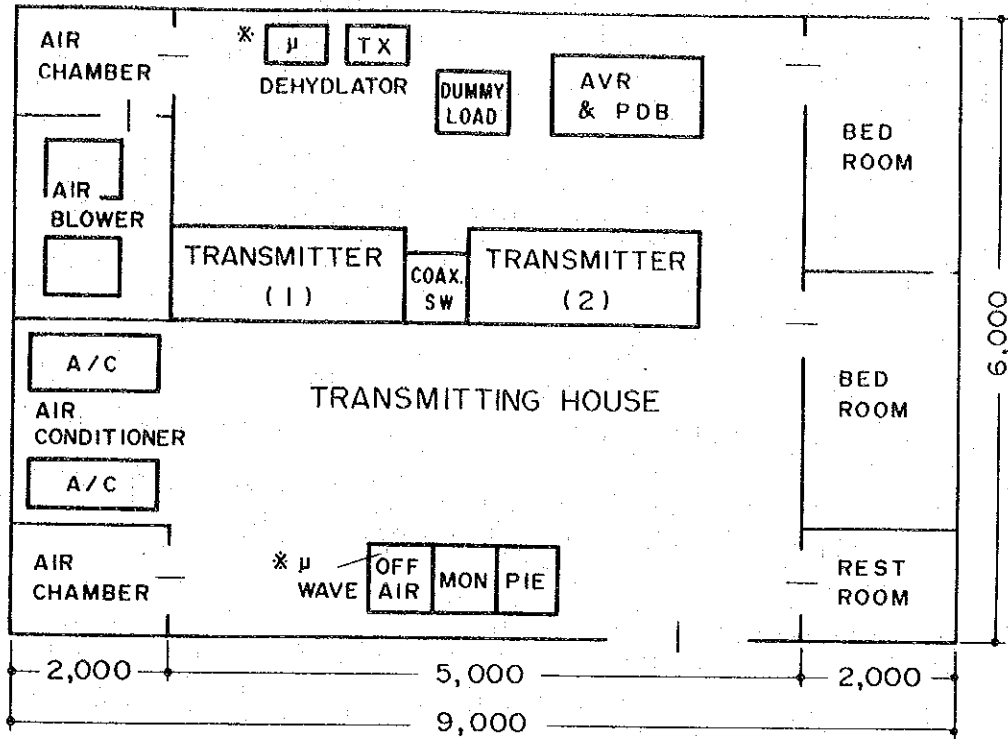 AIR
CHAMBER
※ μ TX
DEHYDLATOR
DUMMY
LOAD
AVR
& PDB
BED
ROOM
AIR
BLOWER
TRANSMITTER
(1)
COAX.
SW
TRANSMITTER
(2)
6,000
A/C
AIR
CONDITIONER
A/C
TRANSMITTING HOUSE
BED
ROOM
AIR
CHAMBER
※ μ
WAVE
OFF
AIR
MON
PIE
REST
ROOM
2,000
5,000
2,000
9,000